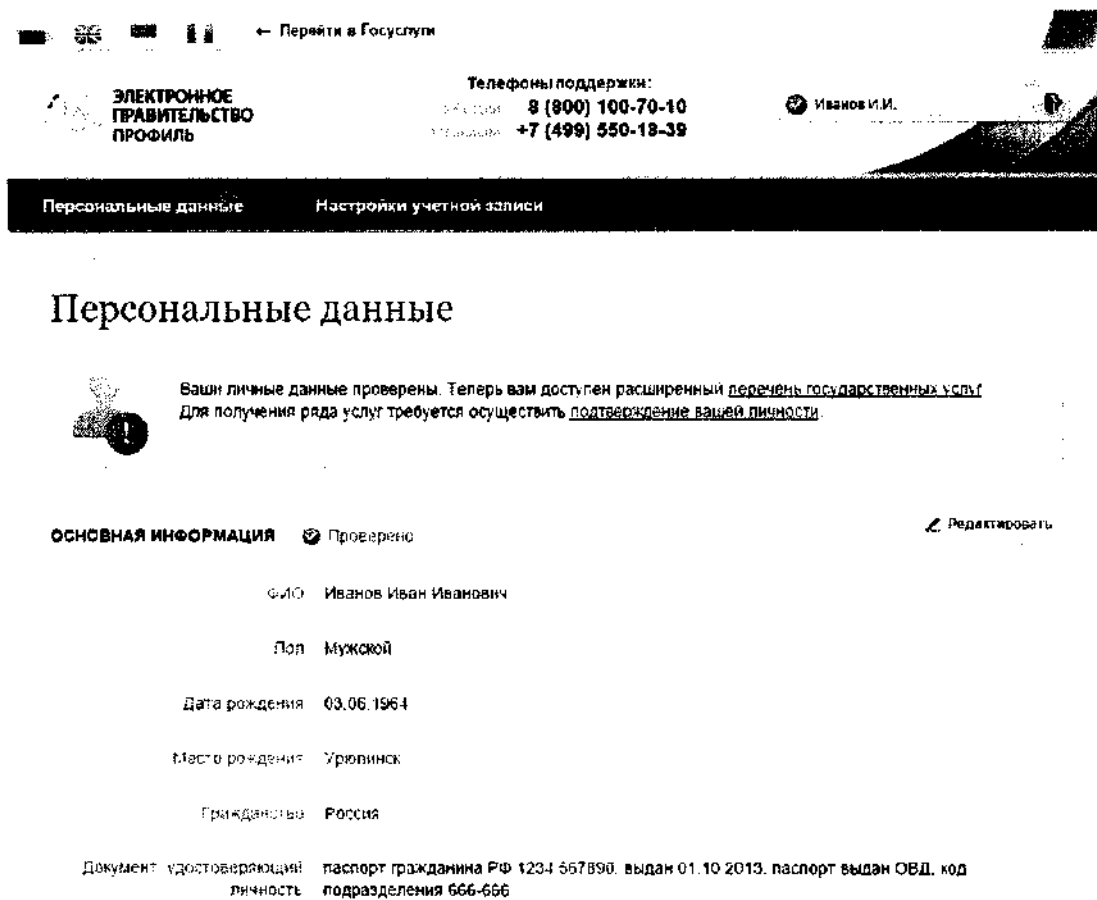 ← Перейти в Госуслуги
ЭЛЕКТРОННОЕ
ПРАВИТЕЛЬСТВО
ПРОФИЛЬ
Телефоны поддержки:
8 (800) 100-70-10
+7 (499) 550-18-39
Иванов И.И.
Персональные данные Настройки учетной записи
Персональные данные
Ваши личные данные проверены. Теперь вам доступен расширенный перечень государственных услуг
Для получения ряда услуг требуется осуществить подтверждение вашей личности.
ОСНОВНАЯ ИНФОРМАЦИЯ Проверено
Редактировать
ФИО Иванов Иван Иванович
Пол Мужской
Дата рождения 03.06.1964
Место рождения Урюпинск
Гражданство Россия
Документ, удостоверяющий личность паспорт гражданина РФ 1234 567890, выдан 01.10.2013, паспорт выдан ОВД, код
подразделения 666-666